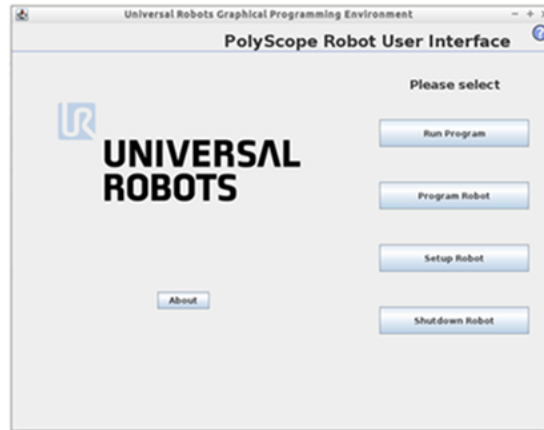 Universal Robots Graphical Programming Environment
PolyScope Robot User Interface
Please select
UR
UNIVERSAL
ROBOTS
Run Program
Program Robot
Setup Robot
About
Shutdown Robot